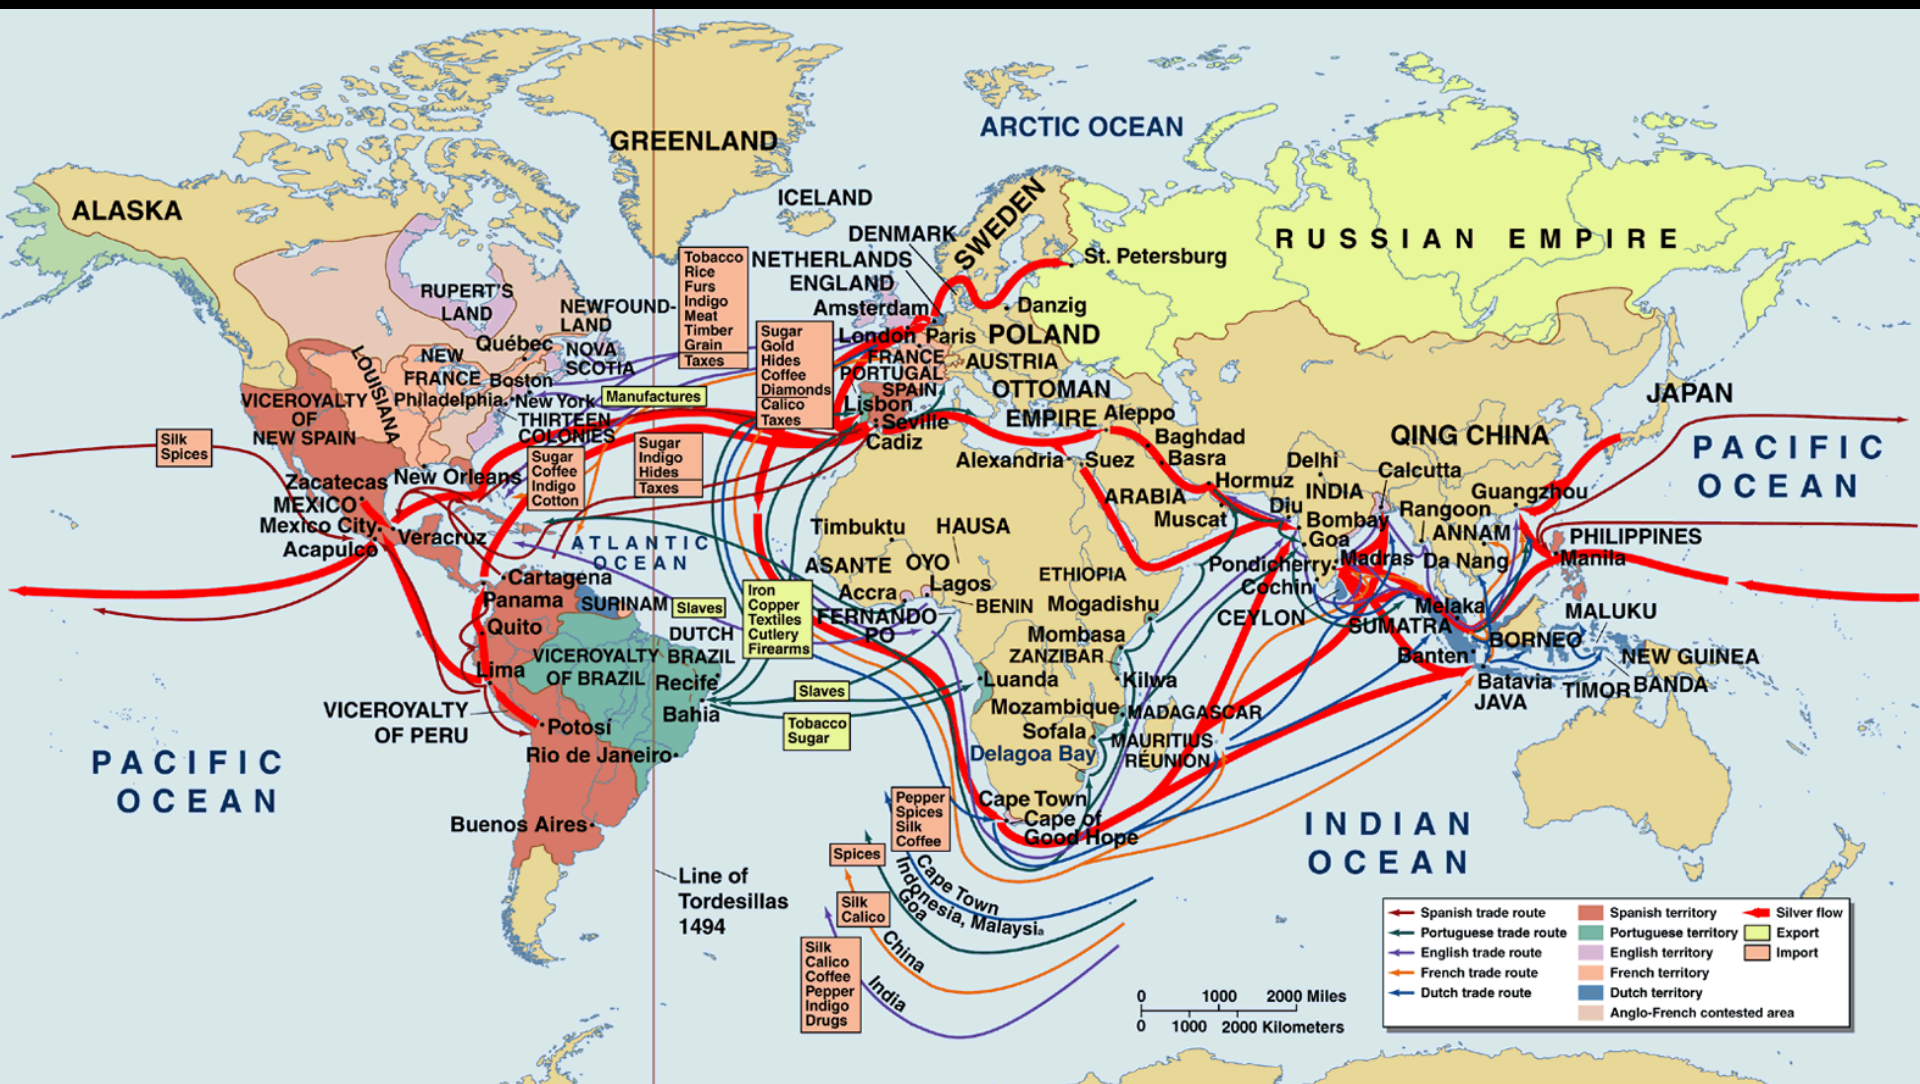 ARCTIC OCEAN
GREENLAND
ALASKA
ICELAND
SWEDEN
DENMARK
NETHERLANDS
ENGLAND
Amsterdam
London
Paris
St. Petersburg
Danzig
POLAND
RUSSIAN EMPIRE
RUPERT'S
LAND
NEWFOUND-
LAND
Québec
NOVA
SCOTIA
NEW
FRANCE
Boston
Philadelphia
New York
THIRTEEN
COLONIES
LOUISIANA
VICEROYALTY
OF
NEW SPAIN
Tobacco
Rice
Furs
Indigo
Meat
Timber
Grain
Taxes
Sugar
Gold
Hides
Coffee
Diamonds
Calico
Taxes
Manufactures
FRANCE
AUSTRIA
PORTUGAL
SPAIN
Lisbon
Seville
Cadiz
OTTOMAN
EMPIRE
Aleppo
Baghdad
Basra
Alexandria
Suez
Hormuz
ARABIA
Muscat
Delhi
INDIA
Diu
Bombay
Goa
Calcutta
Rangoon
QING CHINA
Guangzhou
ANNAM
Da Nang
JAPAN
PACIFIC
OCEAN
PHILIPPINES
Manila
Silk
Spices
Zacatecas
New Orleans
MEXICO
Mexico City
Acapulco
Veracruz
Sugar
Coffee
Indigo
Cotton
Sugar
Indigo
Hides
Taxes
ATLANTIC
OCEAN
Timbuktu
HAUSA
ASANTE
OYO
Lagos
Accra
BENIN
FERNANDO
PO
ETHIOPIA
Mogadishu
Mombasa
ZANZIBAR
Kilwa
Luanda
Mozambique
MADAGASCAR
Sofala
Delagoa Bay
MAURITIUS
RÉUNION
Cape Town
Cape of
Good Hope
Pondicherry
Madras
Cochin
CEYLON
SUMATRA
Melaka
BORNEO
MALUKU
Banten
Batavia
JAVA
TIMOR
BANDA
NEW GUINEA
Cartagena
Panama
SURINAM
Quito
Lima
VICEROYALTY
OF BRAZIL
DUTCH
BRAZIL
Recife
Bahia
VICEROYALTY
OF PERU
Potosí
Rio de Janeiro
Buenos Aires
Slaves
Iron
Copper
Textiles
Cutlery
Firearms
Slaves
Tobacco
Sugar
PACIFIC
OCEAN
INDIAN
OCEAN
Line of
Tordesillas
1494
Pepper
Spices
Silk
Coffee
Cape Town
Indonesia, Malaysia
Spices
Goa
Silk
Calico
China
Silk
Calico
Coffee
Pepper
Indigo
Drugs
India
0 1000 2000 Miles
0 1000 2000 Kilometers
Spanish trade route
Portuguese trade route
English trade route
French trade route
Dutch trade route
Spanish territory
Portuguese territory
English territory
French territory
Dutch territory
Anglo-French contested area
Silver flow
Export
Import